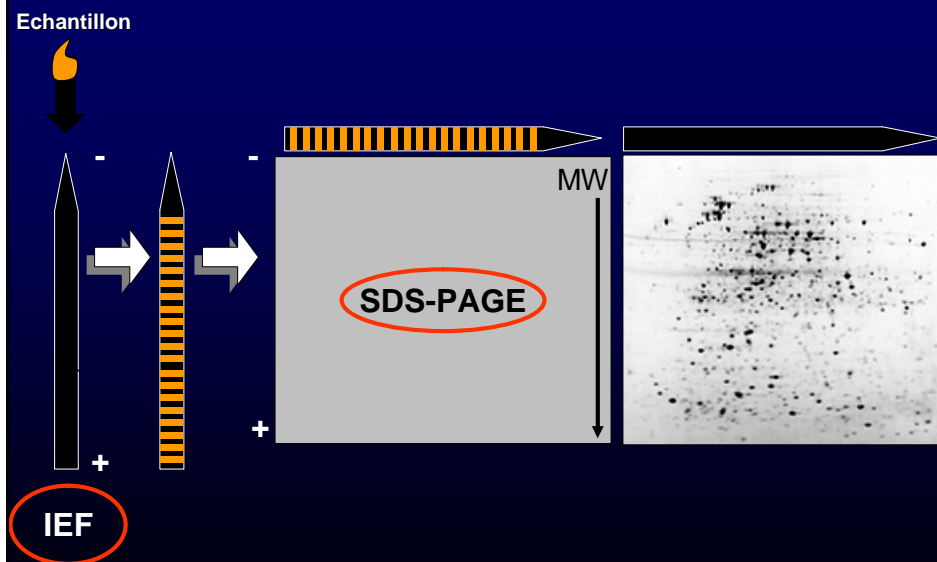 Echantillon
-
-
MW
SDS-PAGE
+
+
IEF